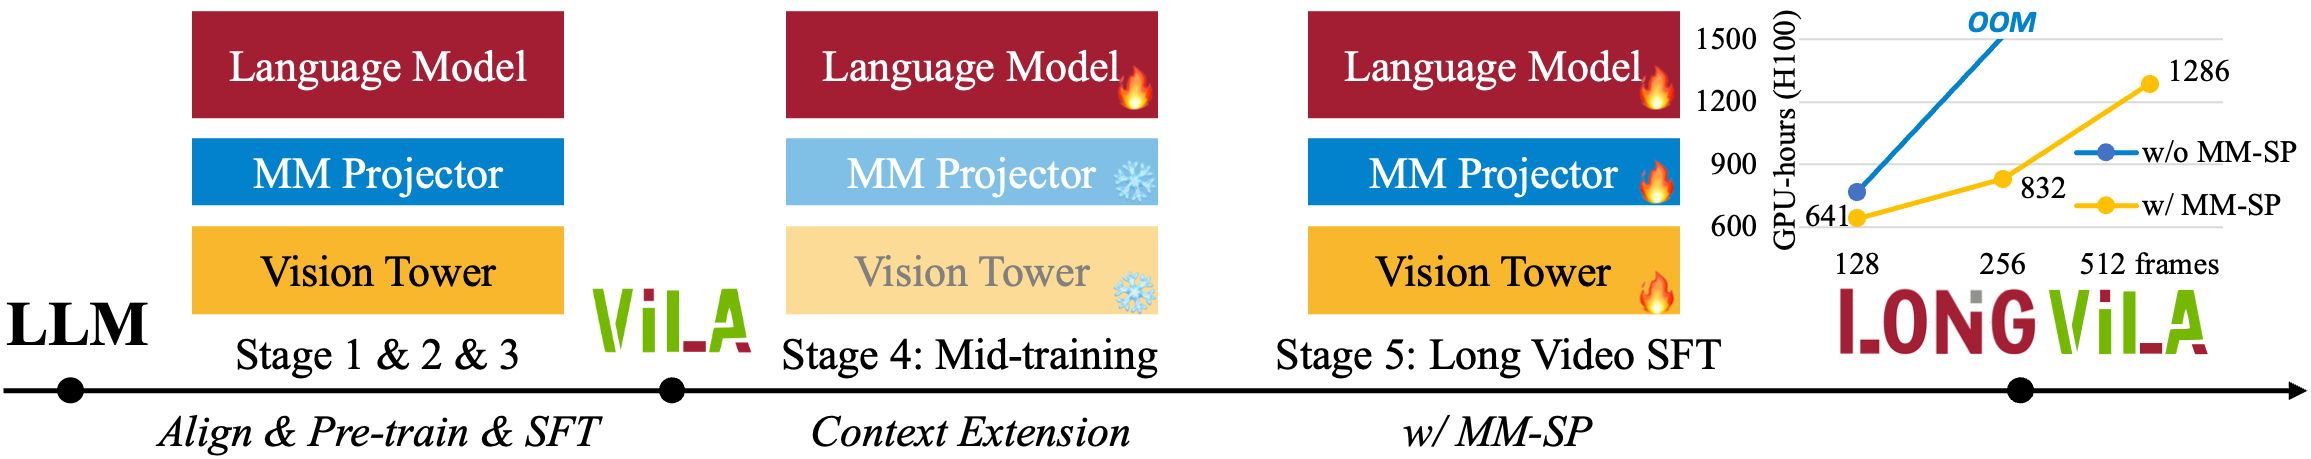 LLM
Language Model
MM Projector
Vision Tower
Stage 1 & 2 & 3
Align & Pre-train & SFT
ViLA
Language Model
MM Projector
Vision Tower
Stage 4: Mid-training
Context Extension
Language Model
MM Projector
Vision Tower
Stage 5: Long Video SFT
w/ MM-SP
GPU-hours (H100)
1500
1200
900
600
OOM
1286
832
641
w/o MM-SP
w/ MM-SP
128 256 512 frames
LONG ViLA